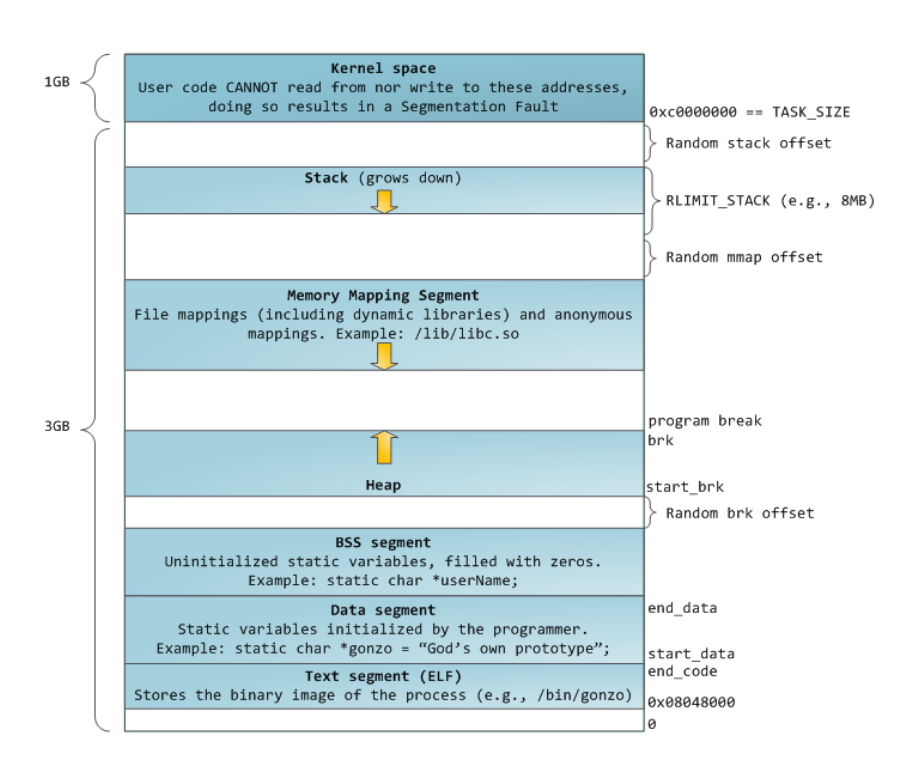 Kernel space
1GB
User code CANNOT read from nor write to these addresses,
doing so results in a Segmentation Fault
0xc0000000 == TASK_SIZE
Random stack offset
Stack (grows down)
RLIMIT_STACK (e.g., 8MB)
Random mmap offset
Memory Mapping Segment
File mappings (including dynamic libraries) and anonymous
mappings. Example: /lib/libc.so
3GB
program break
brk
Heap
start_brk
Random brk offset
BSS segment
Uninitialized static variables, filled with zeros.
Example: static char *userName;
Data segment
end_data
Static variables initialized by the programmer.
Example: static char *gonzo = “God’s own prototype”;
start_data
end_code
Text segment (ELF)
Stores the binary image of the process (e.g., /bin/gonzo)
0x08048000
0